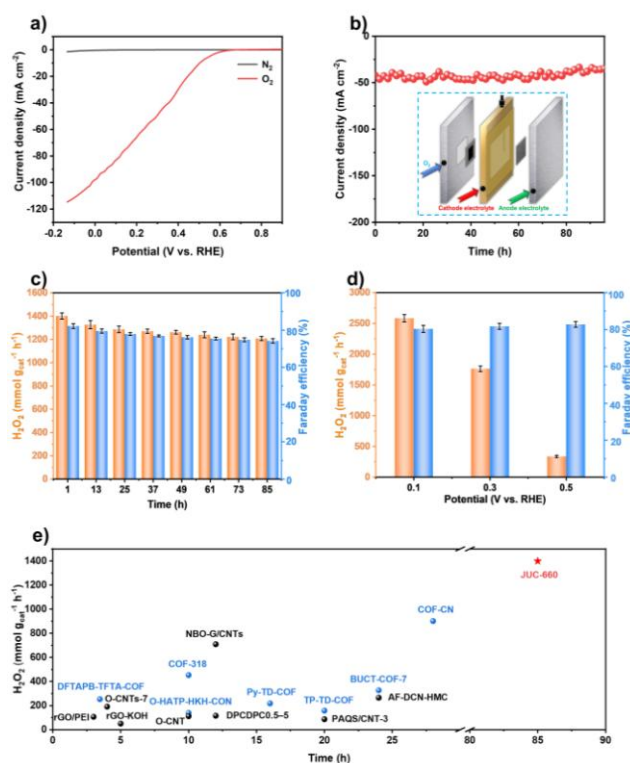 a)
Current density (mA cm⁻²)
0
-20
-40
-60
-80
-100
-120
N₂
O₂
-0.2
0.0
0.2
0.4
0.6
0.8
Potential (V vs. RHE)
b)
Current density (mA cm⁻²)
0
-50
-100
-150
-200
O₂
Cathode electrolyte
Anode electrolyte
0
20
40
60
80
Time (h)
c)
H₂O₂ (mmol gcat⁻¹ h⁻¹)
1600
1400
1200
1000
800
600
400
200
0
100
80
60
40
20
0
Faraday efficiency (%)
1
13
25
37
49
61
73
85
Time (h)
d)
H₂O₂ (mmol gcat⁻¹ h⁻¹)
3000
2500
2000
1500
1000
500
0
100
80
60
40
20
0
Faraday efficiency (%)
0.1
0.3
0.5
Potential (V vs. RHE)
e)
H₂O₂ (mmol gcat⁻¹ h⁻¹)
1400
1200
1000
800
600
400
200
0
JUC-660
COF-CN
NBO-G/CNTs
COF-318
DFTAPB-TFTA-COF
O-CNTs-7
O-HATP-HKH-CON
Py-TD-COF
TP-TD-COF
BUCT-COF-7
AF-DCN-HMC
rGO/PEI
rGO-KOH
O-CNT
DPCDPC0.5–5
PAQS/CNT-3
0
5
10
15
20
25
80
85
90
Time (h)